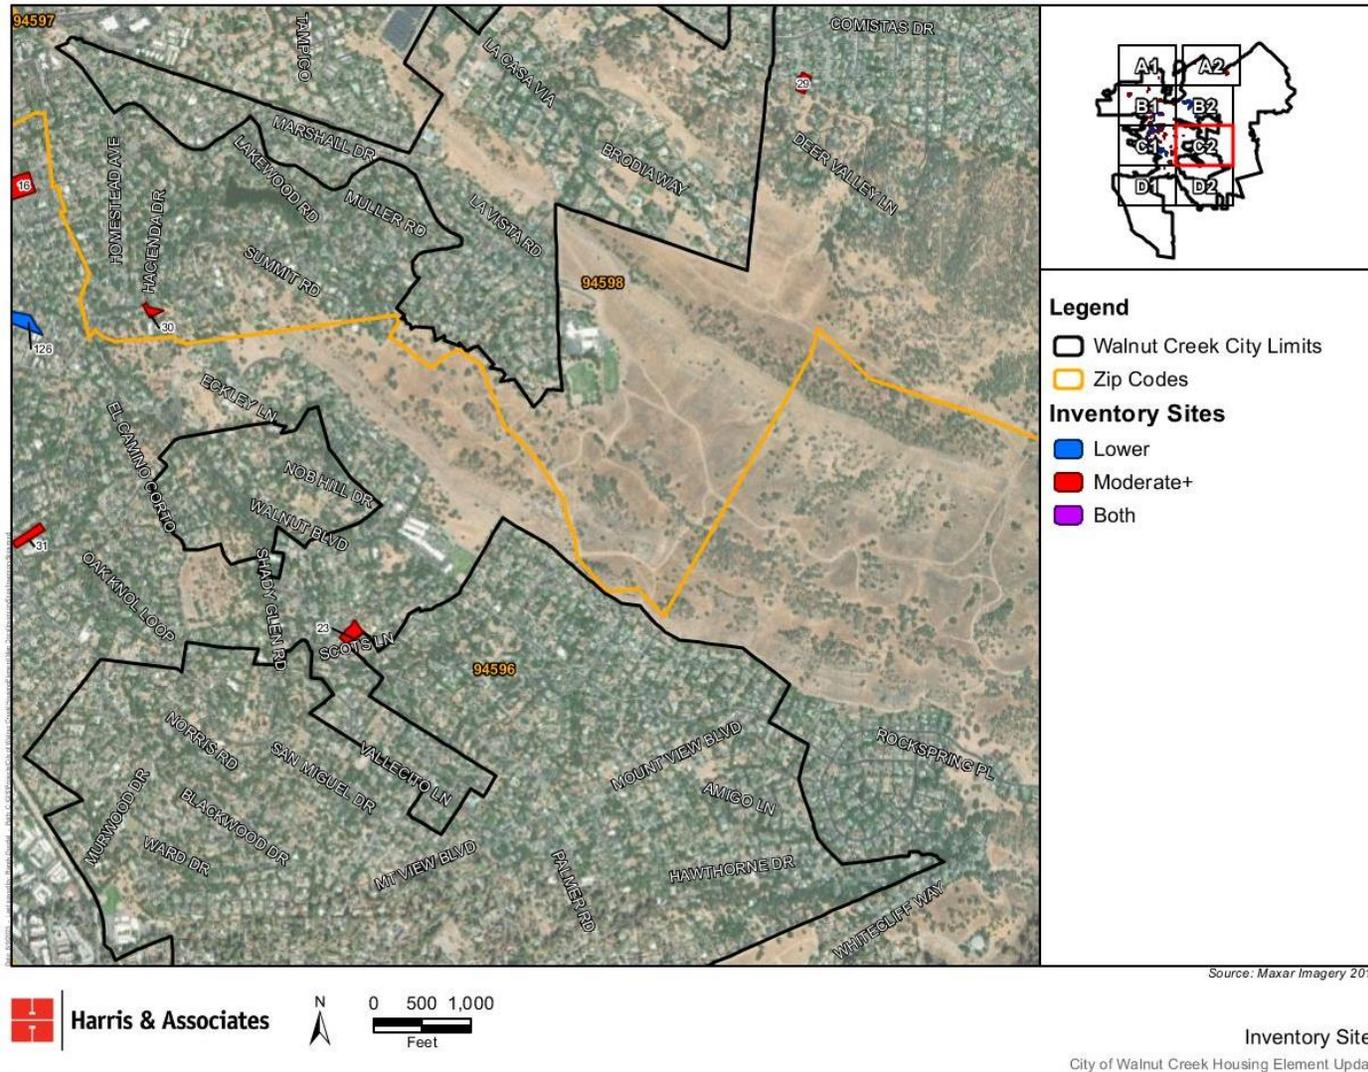 94597
TAMPICO
LA CASA VIA
COMISTAS DR
29
MARSHALL DR
HOMESTEAD AVE
LAKEWOOD RD
BRODIA WAY
DEER VALLEY LN
16
HACIENDA DR
MULLER RD
LA VISTA RD
SUMMIT RD
94598
30
126
ECKLEY LN
EL CAMINO CORTO
NOB HILL DR
WALNUT BLVD
31
OAK KNOL LOOP
SHADY GLEN RD
23
SCOTS LN
94596
NORRIS RD
SAN MIGUEL DR
VALLECITO LN
MOUNT VIEW BLVD
ROCKSPRING PL
AMIGO LN
MURWOOD DR
BLACKWOOD DR
WARD DR
MT VIEW BLVD
PALMER RD
HAWTHORNE DR
WHITECLIFF WAY
A1 A2
B1 B2
C1 C2
D1 D2
Legend
Walnut Creek City Limits
Zip Codes
Inventory Sites
Lower
Moderate+
Both
Source: Maxar Imagery 20
Harris & Associates
N
0 500 1,000
Feet
Inventory Site
City of Walnut Creek Housing Element Upda